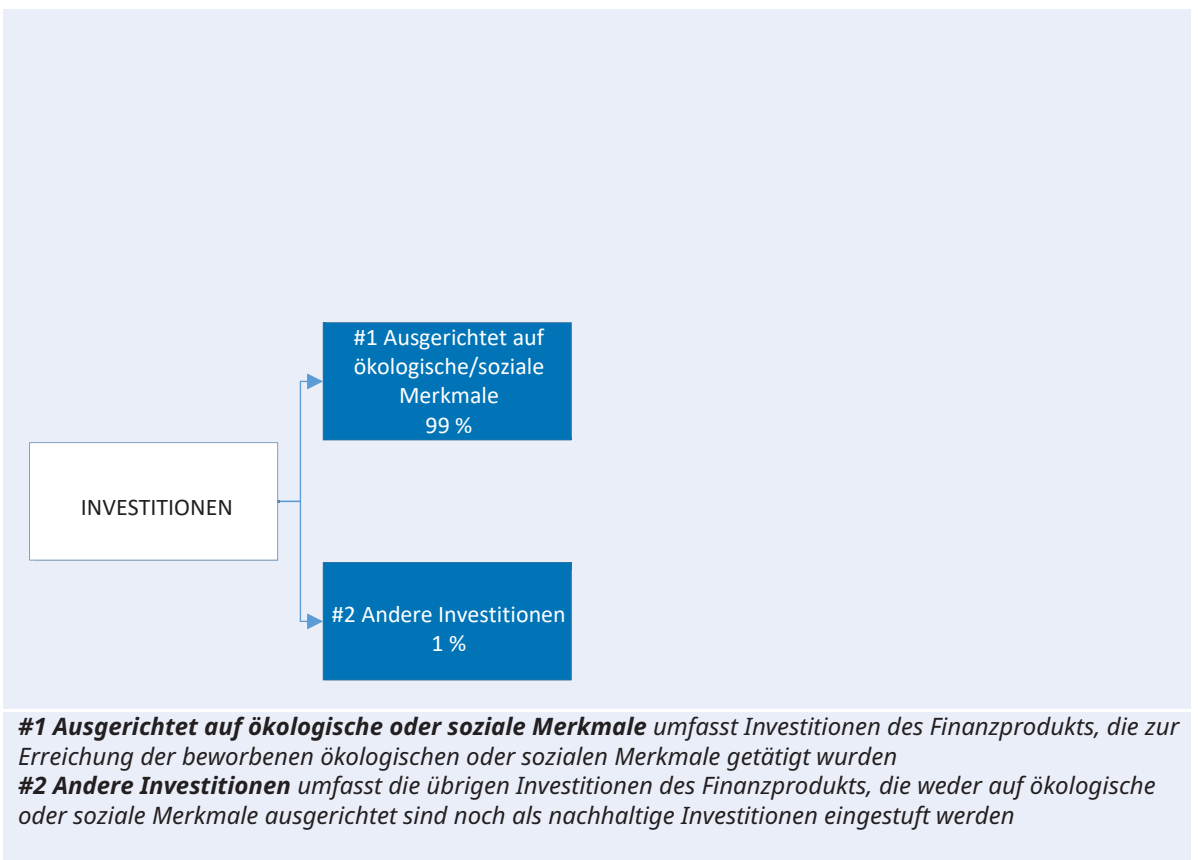 #1 Ausgerichtet auf
ökologische/soziale
Merkmale
99 %
INVESTITIONEN
#2 Andere Investitionen
1 %
#1 Ausgerichtet auf ökologische oder soziale Merkmale umfasst Investitionen des Finanzprodukts, die zur
Erreichung der beworbenen ökologischen oder sozialen Merkmale getätigt wurden
#2 Andere Investitionen umfasst die übrigen Investitionen des Finanzprodukts, die weder auf ökologische
oder soziale Merkmale ausgerichtet sind noch als nachhaltige Investitionen eingestuft werden